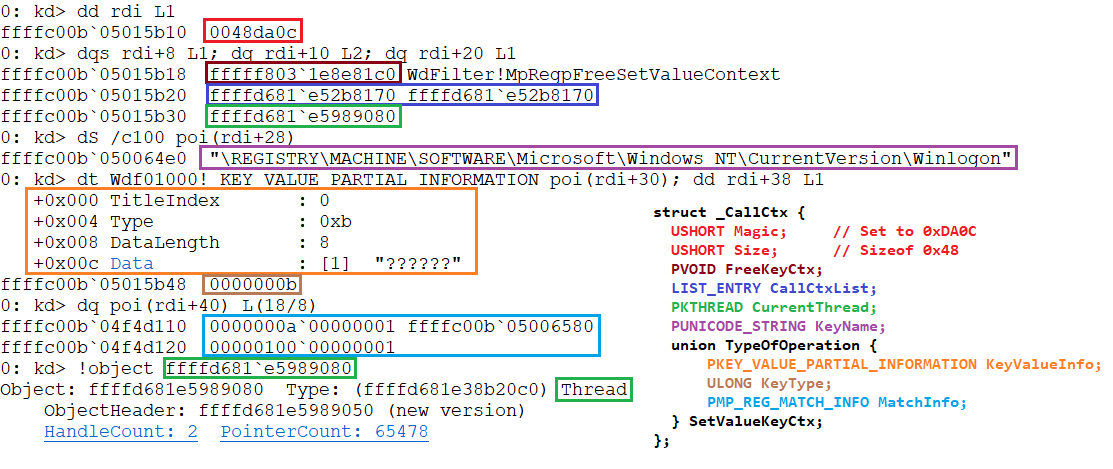 0: kd> dd rdi L1
ffffc00b`05015b10  0048da0c
0: kd> dqs rdi+8 L1; dq rdi+10 L2; dq rdi+20 L1
ffffc00b`05015b18  fffff803`1e8e81c0 WdFilter!MpRegpFreeSetValueContext
ffffc00b`05015b20  ffffd681`e52b8170 ffffd681`e52b8170
ffffc00b`05015b30  ffffd681`e5989080
0: kd> dS /c100 poi(rdi+28)
ffffc00b`050064e0  "\REGISTRY\MACHINE\SOFTWARE\Microsoft\Windows NT\CurrentVersion\Winlogon"
0: kd> dt Wdf01000!_KEY_VALUE_PARTIAL_INFORMATION poi(rdi+30); dd rdi+38 L1
+0x000 TitleIndex : 0
+0x004 Type : 0xb
+0x008 DataLength : 8
+0x00c Data : [1]  "??????"
ffffc00b`05015b48  0000000b
0: kd> dq poi(rdi+40) L(18/8)
ffffc00b`04f4d110  0000000a`00000001 ffffc00b`05006580
ffffc00b`04f4d120  00000100`00000001
0: kd> !object ffffd681`e5989080
Object: ffffd681e5989080  Type: (ffffd681e38b20c0) Thread
ObjectHeader: ffffd681e5989050 (new version)
HandleCount: 2  PointerCount: 65478
struct _CallCtx {
USHORT Magic; // Set to 0xDA0C
USHORT Size; // Sizeof 0x48
PVOID FreeKeyCtx;
LIST_ENTRY CallCtxList;
PKTHREAD CurrentThread;
PUNICODE_STRING KeyName;
union TypeOfOperation {
PKEY_VALUE_PARTIAL_INFORMATION KeyValueInfo;
ULONG KeyType;
PMP_REG_MATCH_INFO MatchInfo;
} SetValueKeyCtx;
};